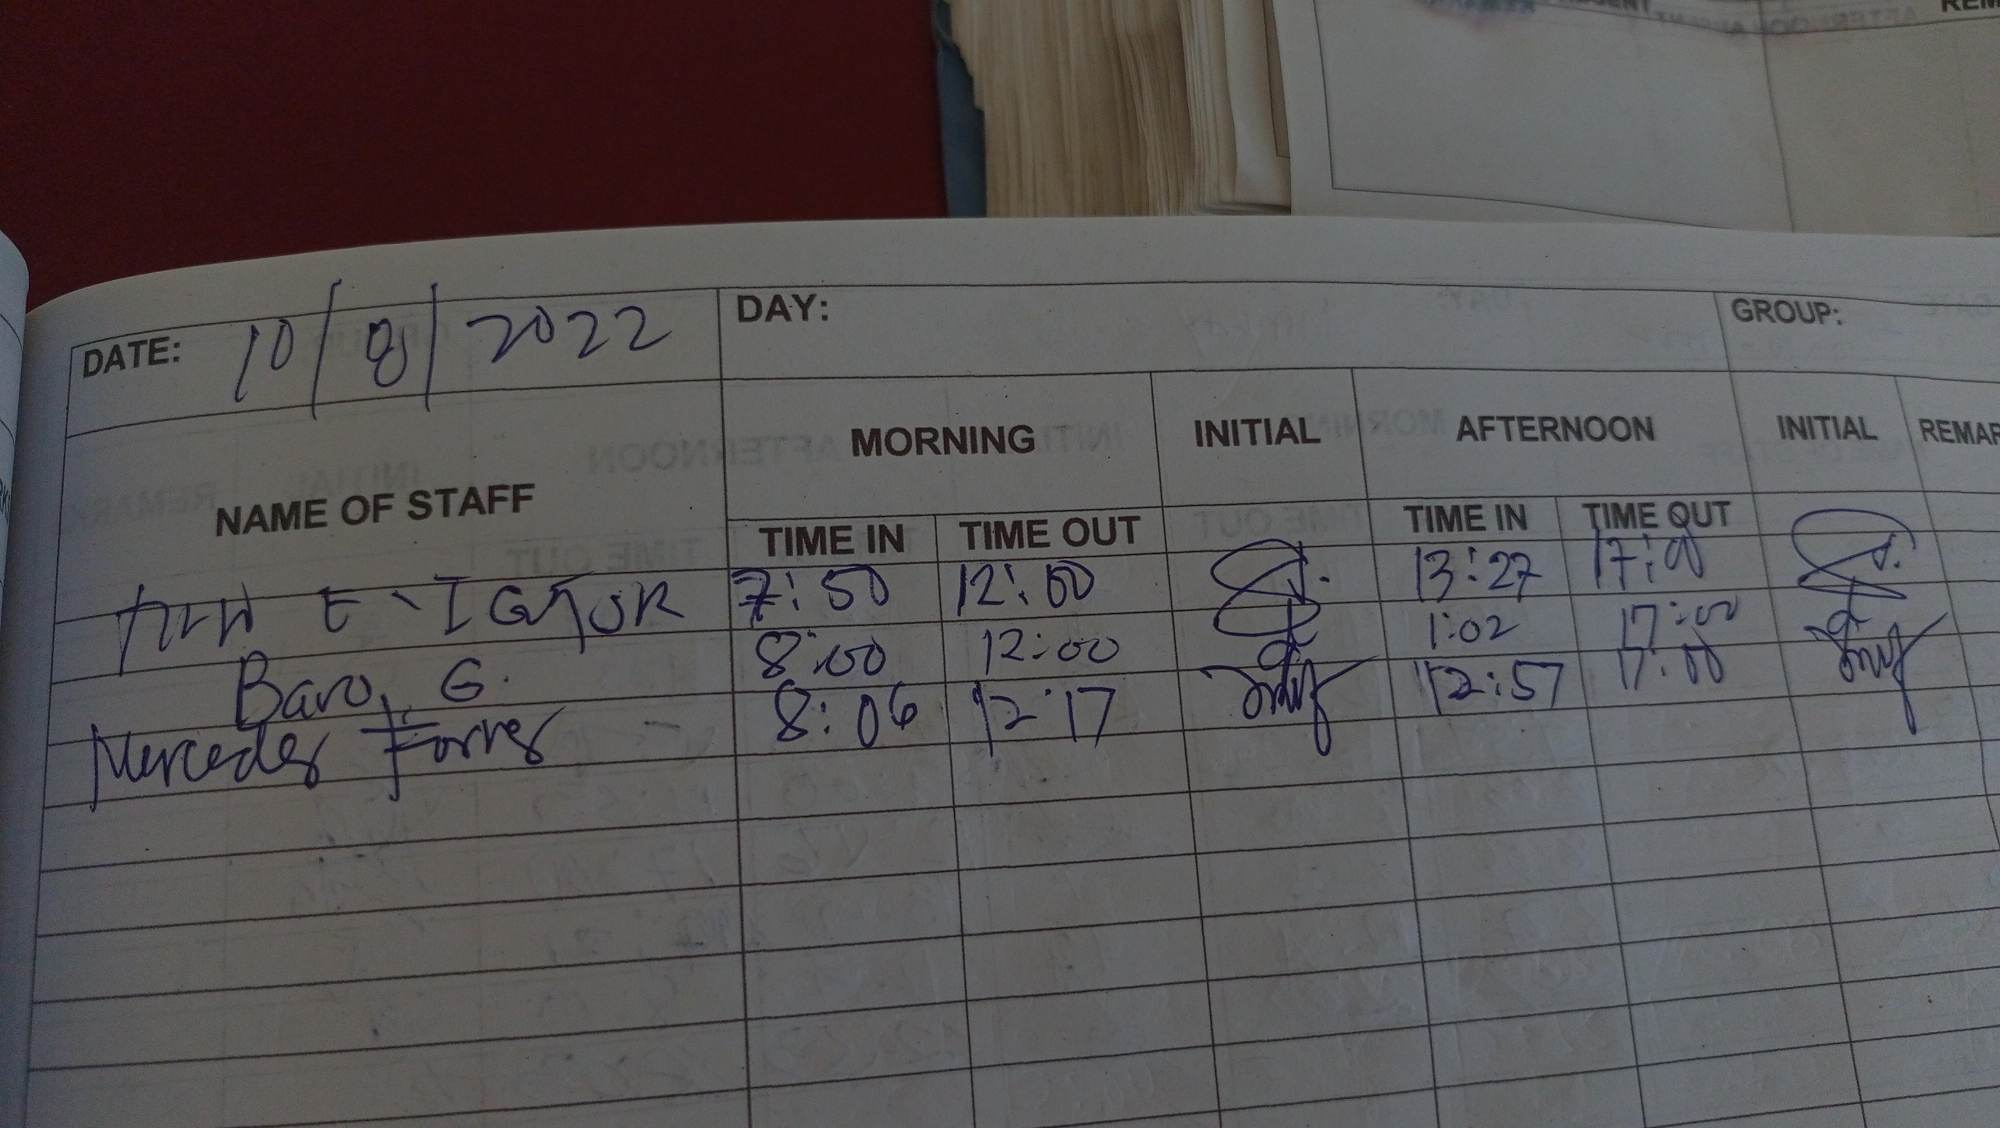 DATE: 10/8/2022 DAY: GROUP:
NAME OF STAFF MORNING INITIAL AFTERNOON INITIAL REMAR
TIME IN TIME OUT TIME IN TIME OUT
7:50 12:00 13:27 17:00
Baro, G. 8:00 12:00 1:02 17:00
Mercedes 8:06 12:17 12:57 17:00